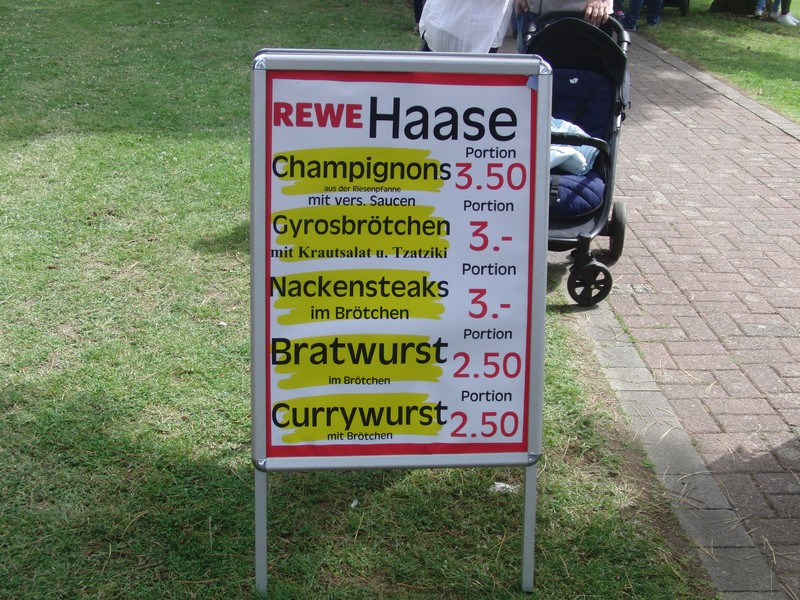 REWE Haase
Champignons
aus der Riesenpfanne
mit vers. Saucen
Portion
3.50
Gyrosbrötchen
mit Krautsalat u. Tzatziki
Portion
3.-
Nackensteaks
im Brötchen
Portion
3.-
Bratwurst
im Brötchen
Portion
2.50
Currywurst
mit Brötchen
Portion
2.50